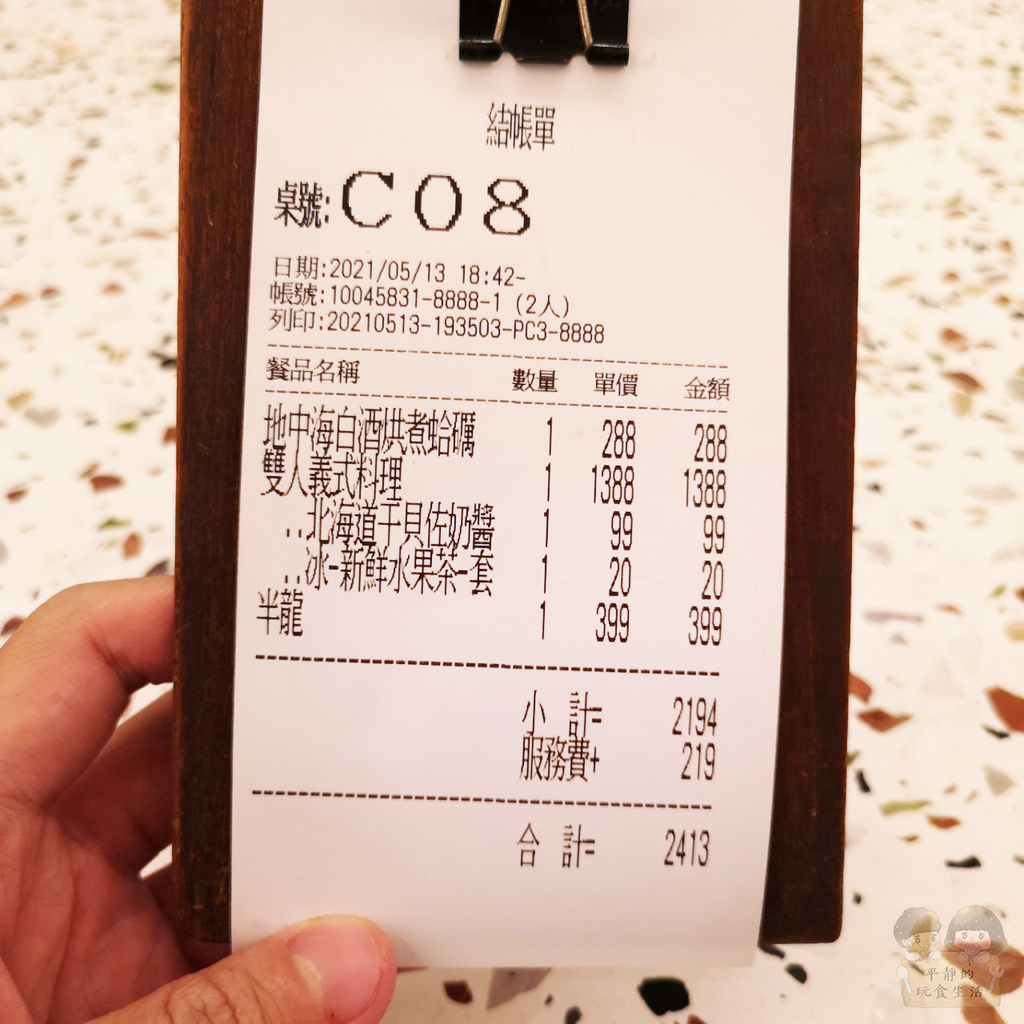 結帳單
桌號:C08
日期:2021/05/13 18:42-
帳號:10045831-8888-1 (2人)
列印:20210513-193503-PC3-8888
餐品名稱 數量 單價 金額
地中海白酒烘煮蛤蠣 1 288 288
雙人義式料理 1 1388 1388
..北海道干貝佐奶醬 1 99 99
..冰-新鮮水果茶-套 1 20 20
半龍 1 399 399
小 計= 2194
服務費+ 219
合 計= 2413
平靜的
玩食生活